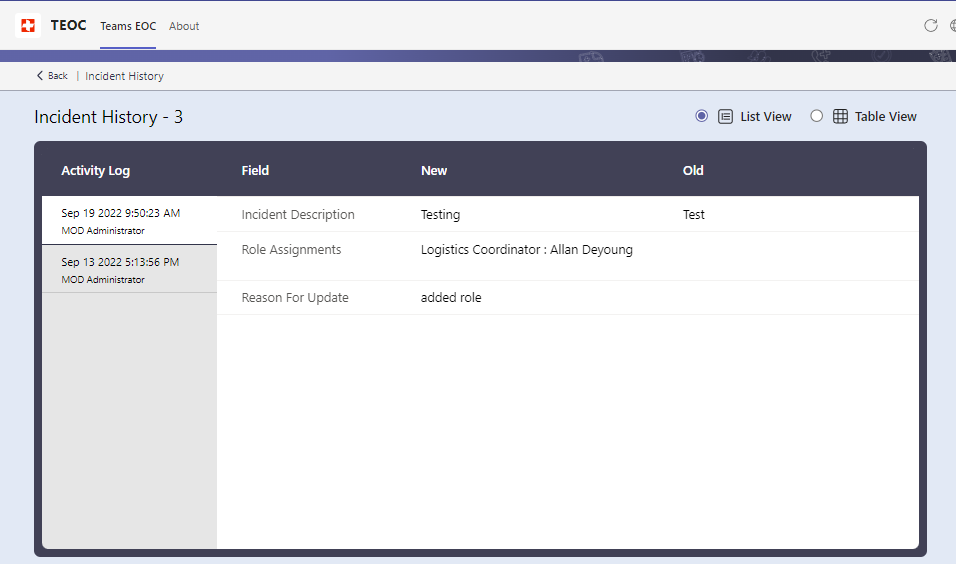 TEOC Teams EOC About
Back | Incident History
Incident History - 3
List View Table View
Activity Log Field New Old
Sep 19 2022 9:50:23 AM
MOD Administrator
Incident Description Testing Test
Sep 13 2022 5:13:56 PM
MOD Administrator
Role Assignments Logistics Coordinator : Allan Deyoung
Reason For Update added role